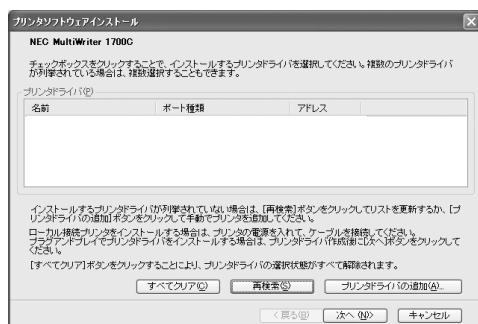 プリンタソフトウェアインストール
NEC MultiWriter 1700C
チェックボックスをクリックすることで、インストールするプリンタドライバを選択してください。複数のプリンタドライバ
が列挙されている場合は、複数選択することもできます。
プリンタドライバ(P)
名前 ポート種類 アドレス
インストールするプリンタドライバが列挙されていない場合は、[再検索]ボタンをクリックしてリストを更新するか、[プ
リンタドライバの追加]ボタンをクリックして手動でプリンタを追加してください。
ローカル接続プリンタをインストールする場合は、プリンタの電源を入れて、ケーブルを接続してください。
プラグアンドプレイでプリンタドライバをインストールする場合は、プリンタドライバ作成後に[次へ]ボタンをクリックして
ください。
[すべてクリア]ボタンをクリックすることにより、プリンタドライバの選択状態がすべて解除されます。
すべてクリア(C) 再検索(S) プリンタドライバの追加(A)...
< 戻る(B) 次へ(N) > キャンセル